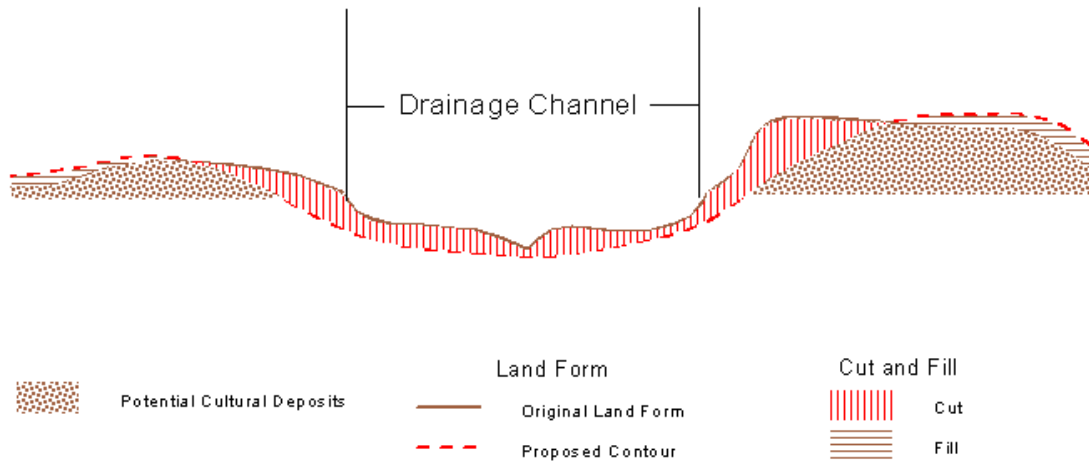 Drainage Channel
Land Form
Cut and Fill
Potential Cultural Deposits
Original Land Form
Cut
Proposed Contour
Fill